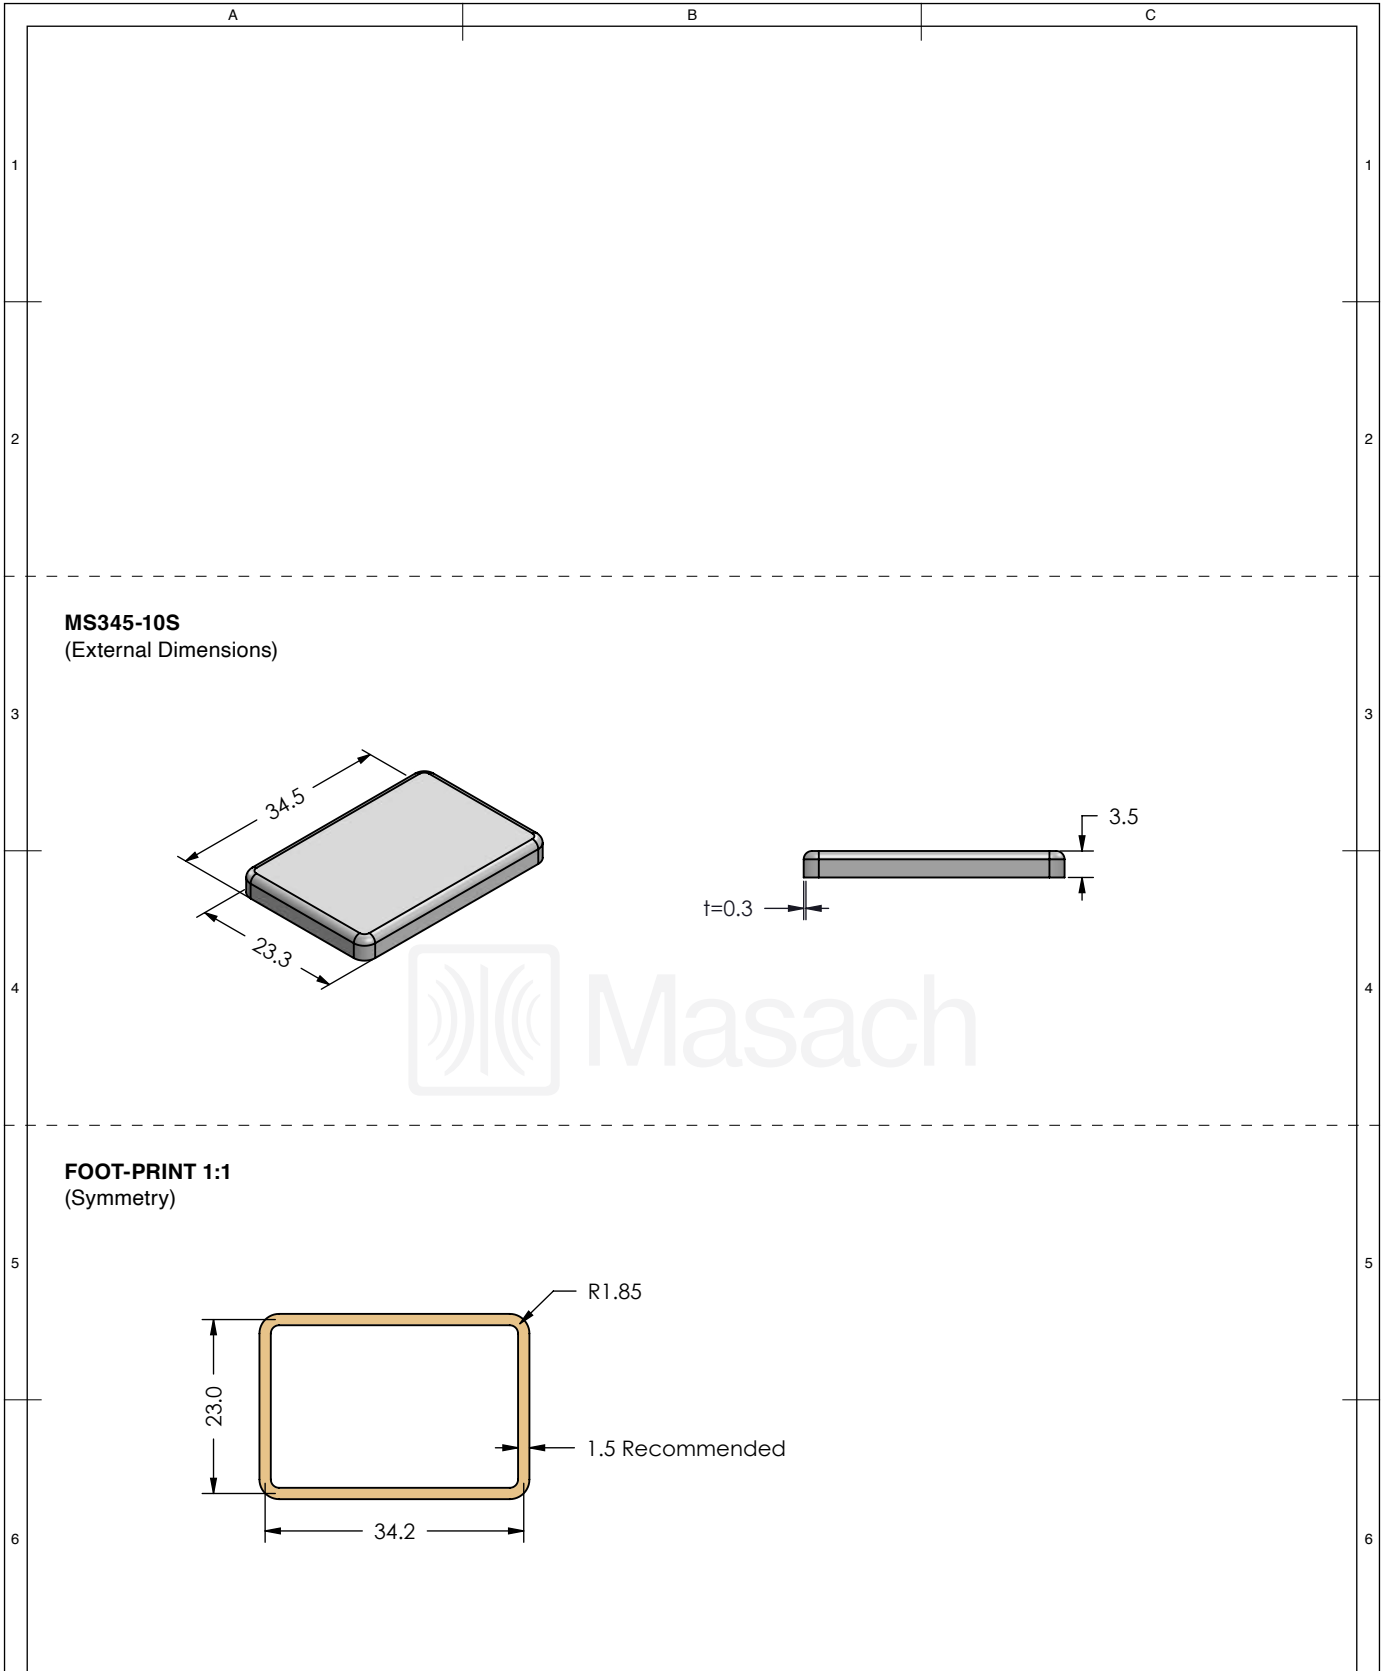 A B C
1 1
2 2
MS345-10S
(External Dimensions)
3 3
34.5
3.5
t=0.3
23.3
4 4
Masach
FOOT-PRINT 1:1
(Symmetry)
5 5
R1.85
23.0
1.5 Recommended
34.2
6 6